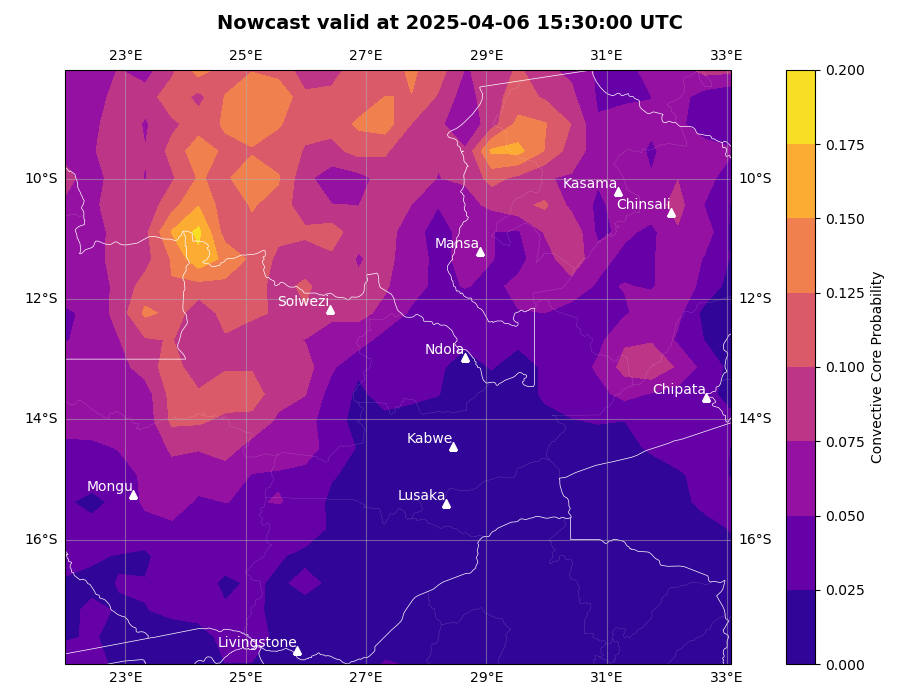 Nowcast valid at 2025-04-06 15:30:00 UTC
23°E 25°E 27°E 29°E 31°E 33°E
0.200
0.175
10°S Kasama 10°S
Chinsali
0.150
Mansa
12°S Solwezi 12°S
0.125
Ndola
0.100
Chipata
14°S 14°S
Kabwe
0.075
Mongu
Lusaka
0.050
16°S 16°S
0.025
Livingstone
0.000
23°E 25°E 27°E 29°E 31°E 33°E
Convective Core Probability